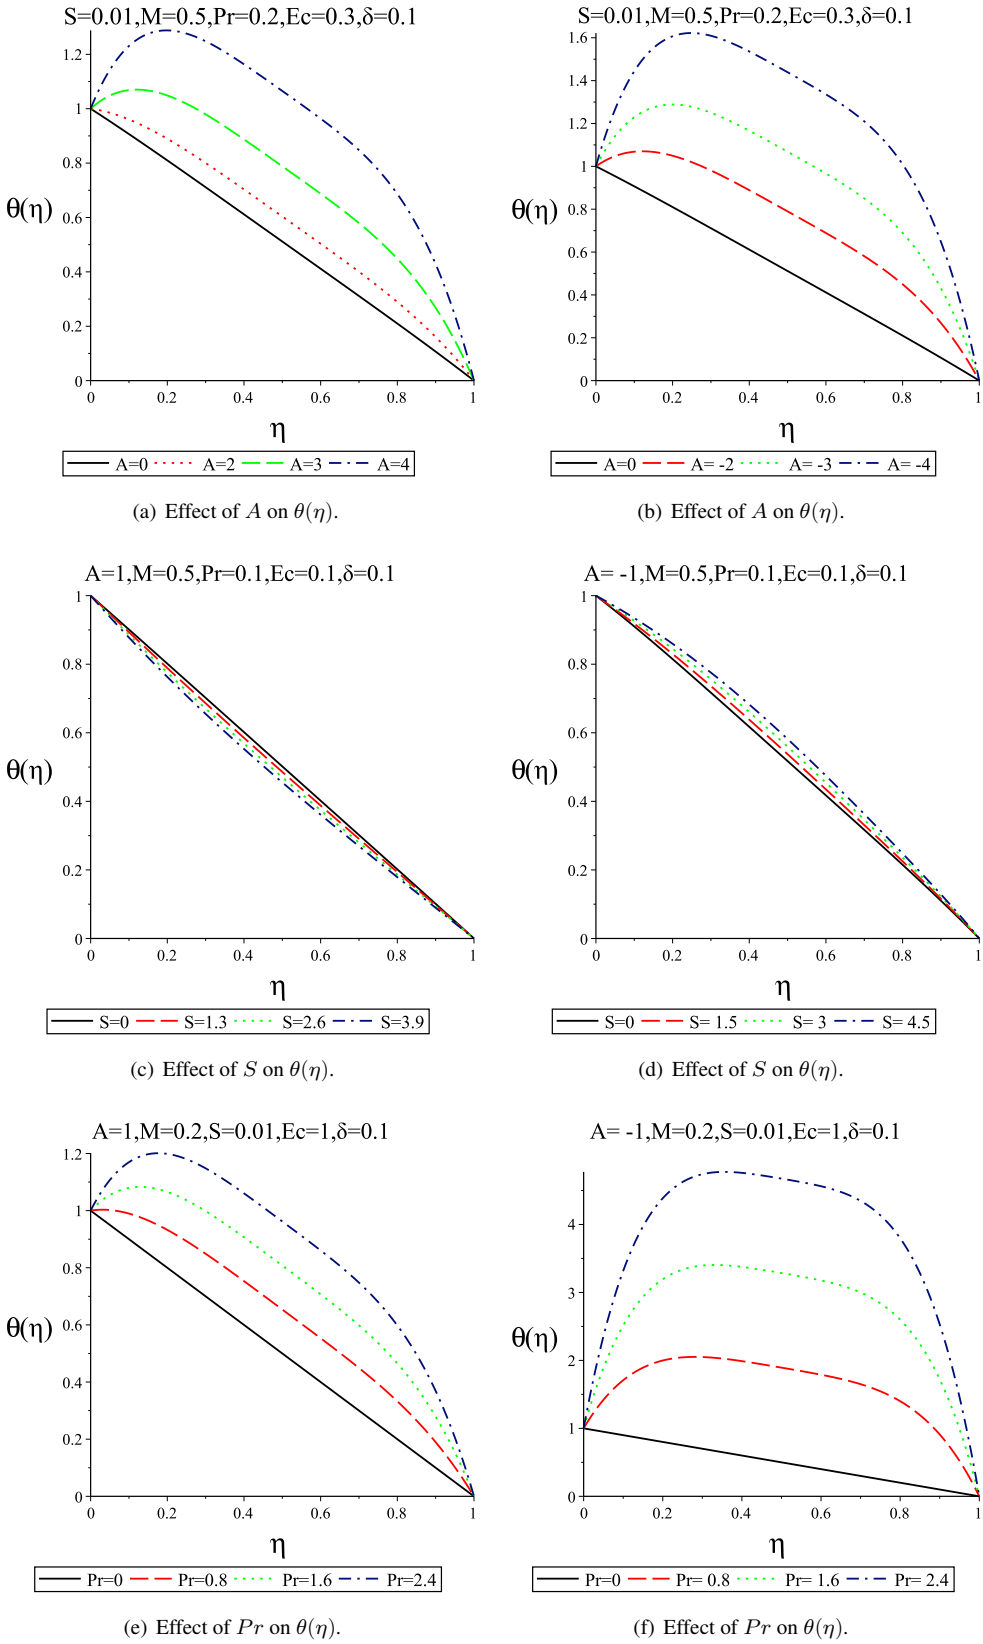 S=0.01,M=0.5,Pr=0.2,Ec=0.3,δ=0.1
1.2
1
0.8
0.6
0.4
0.2
0
θ(η)
0 0.2 0.4 0.6 0.8 1
η
A=0 A=2 A=3 A=4
(a) Effect of A on θ(η).
S=0.01,M=0.5,Pr=0.2,Ec=0.3,δ=0.1
1.6
1.4
1.2
1
0.8
0.6
0.4
0.2
0
θ(η)
0 0.2 0.4 0.6 0.8 1
η
A=0 A= -2 A= -3 A= -4
(b) Effect of A on θ(η).
A=1,M=0.5,Pr=0.1,Ec=0.1,δ=0.1
1
0.8
0.6
0.4
0.2
0
θ(η)
0 0.2 0.4 0.6 0.8 1
η
S=0 S=1.3 S=2.6 S=3.9
(c) Effect of S on θ(η).
A= -1,M=0.5,Pr=0.1,Ec=0.1,δ=0.1
1
0.8
0.6
0.4
0.2
0
θ(η)
0 0.2 0.4 0.6 0.8 1
η
S=0 S= 1.5 S= 3 S= 4.5
(d) Effect of S on θ(η).
A=1,M=0.2,S=0.01,Ec=1,δ=0.1
1.2
1
0.8
0.6
0.4
0.2
0
θ(η)
0 0.2 0.4 0.6 0.8 1
η
Pr=0 Pr=0.8 Pr=1.6 Pr=2.4
(e) Effect of Pr on θ(η).
A= -1,M=0.2,S=0.01,Ec=1,δ=0.1
4
3
2
1
0
θ(η)
0 0.2 0.4 0.6 0.8 1
η
Pr=0 Pr= 0.8 Pr= 1.6 Pr= 2.4
(f) Effect of Pr on θ(η).